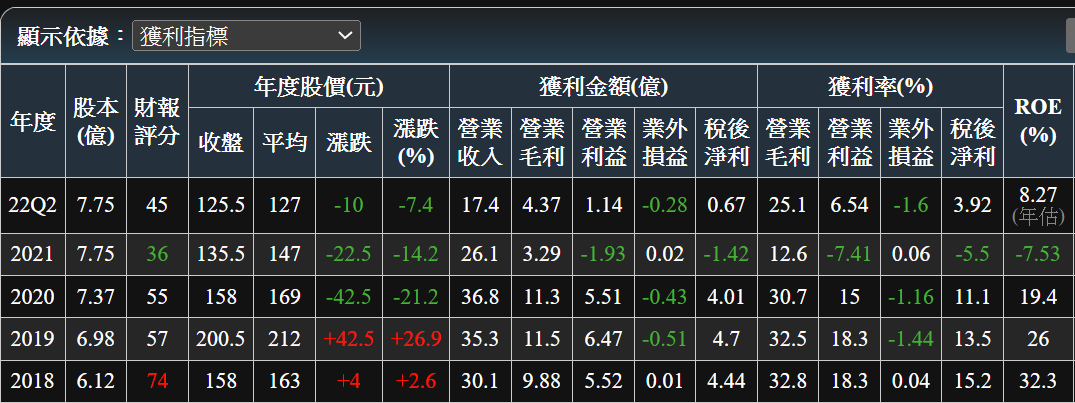 顯示依據：獲利指標
年度 股本(億) 財報評分 年度股價(元) 獲利金額(億) 獲利率(%) ROE(%)
收盤 平均 漲跌 漲跌(%) 營業收入 營業毛利 營業利益 業外損益 稅後淨利 營業毛利 營業利益 業外損益 稅後淨利
22Q2 7.75 45 125.5 127 -10 -7.4 17.4 4.37 1.14 -0.28 0.67 25.1 6.54 -1.6 3.92 8.27(年估)
2021 7.75 36 135.5 147 -22.5 -14.2 26.1 3.29 -1.93 0.02 -1.42 12.6 -7.41 0.06 -5.5 -7.53
2020 7.37 55 158 169 -42.5 -21.2 36.8 11.3 5.51 -0.43 4.01 30.7 15 -1.16 11.1 19.4
2019 6.98 57 200.5 212 +42.5 +26.9 35.3 11.5 6.47 -0.51 4.7 32.5 18.3 -1.44 13.5 26
2018 6.12 74 158 163 +4 +2.6 30.1 9.88 5.52 0.01 4.44 32.8 18.3 0.04 15.2 32.3